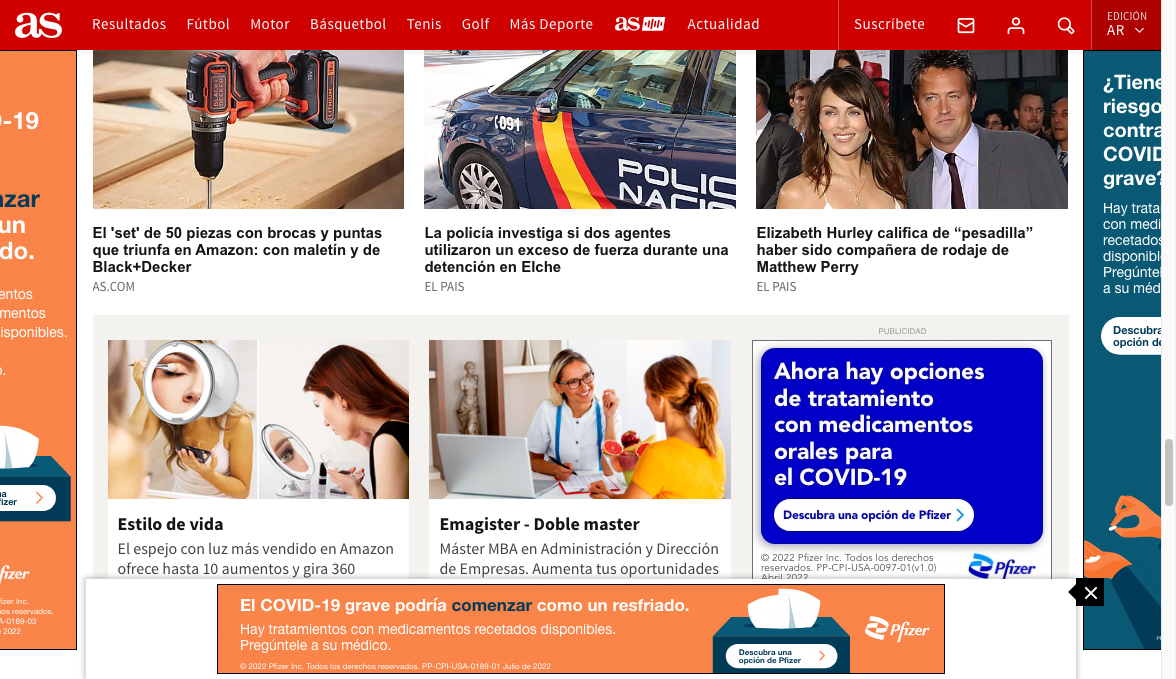 as
Resultados
Fútbol
Motor
Básquetbol
Tenis
Golf
Más Deporte
as
Actualidad
Suscríbete
EDICIÓN
AR
BLACK+DECKER
091
POLIC
NAC
El 'set' de 50 piezas con brocas y puntas
que triunfa en Amazon: con maletín y de
Black+Decker
AS.COM
La policía investiga si dos agentes
utilizaron un exceso de fuerza durante una
detención en Elche
EL PAIS
Elizabeth Hurley califica de “pesadilla”
haber sido compañera de rodaje de
Matthew Perry
EL PAIS
PUBLICIDAD
Estilo de vida
El espejo con luz más vendido en Amazon
ofrece hasta 10 aumentos y gira 360
Emagister - Doble master
Máster MBA en Administración y Dirección
de Empresas. Aumenta tus oportunidades
Ahora hay opciones
de tratamiento
con medicamentos
orales para
el COVID-19
Descubra una opción de Pfizer
© 2022 Pfizer Inc. Todos los derechos
reservados. PP-CPI-USA-0097-01(v1.0)
Abril 2022
Pfizer
D-19
nzar
un
do.
entos
mentos
isponibles.
o.
na
fizer
fizer
izer Inc.
os reservados.
A-0189-03
2022
¿Tiene
riesgo
contra
COVID
grave?
Hay trata
con medi
recetados
disponibl
Pregúntel
a su médi
Descubra
opción de
El COVID-19 grave podría comenzar como un resfriado.
Hay tratamientos con medicamentos recetados disponibles.
Pregúntele a su médico.
© 2022 Pfizer Inc. Todos los derechos reservados. PP-CPI-USA-0189-01 Julio de 2022
Descubra una
opción de Pfizer
Pfizer